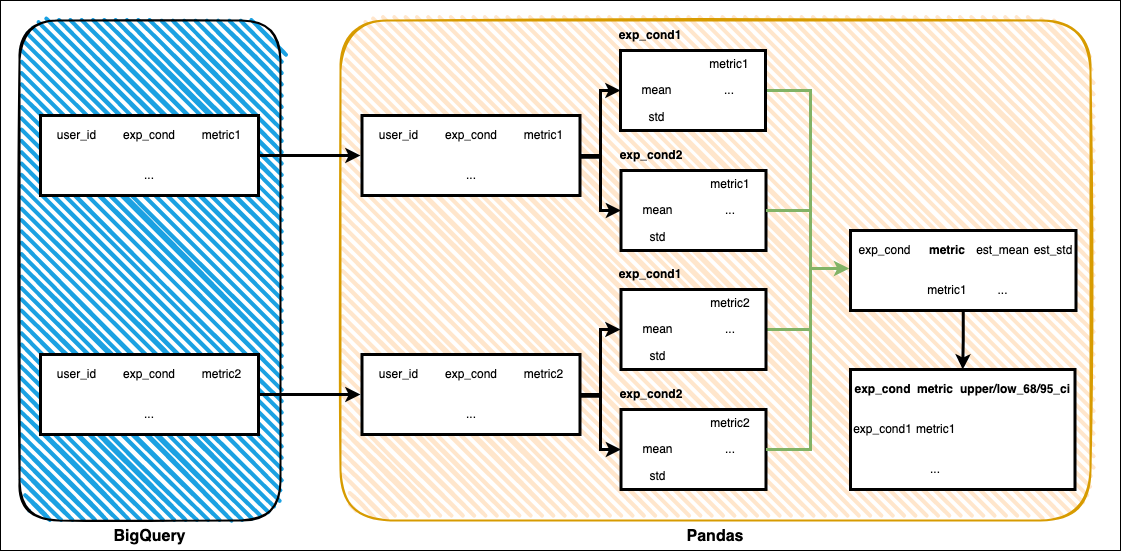 exp_cond1
metric1
mean ...
std
user_id exp_cond metric1
...
user_id exp_cond metric1
...
exp_cond2
metric1
mean ...
std
exp_cond metric est_mean est_std
metric1 ...
exp_cond1
metric2
mean ...
std
user_id exp_cond metric2
...
user_id exp_cond metric2
...
exp_cond2
metric2
mean ...
std
exp_cond metric upper/low_68/95_ci
exp_cond1 metric1
...
BigQuery
Pandas